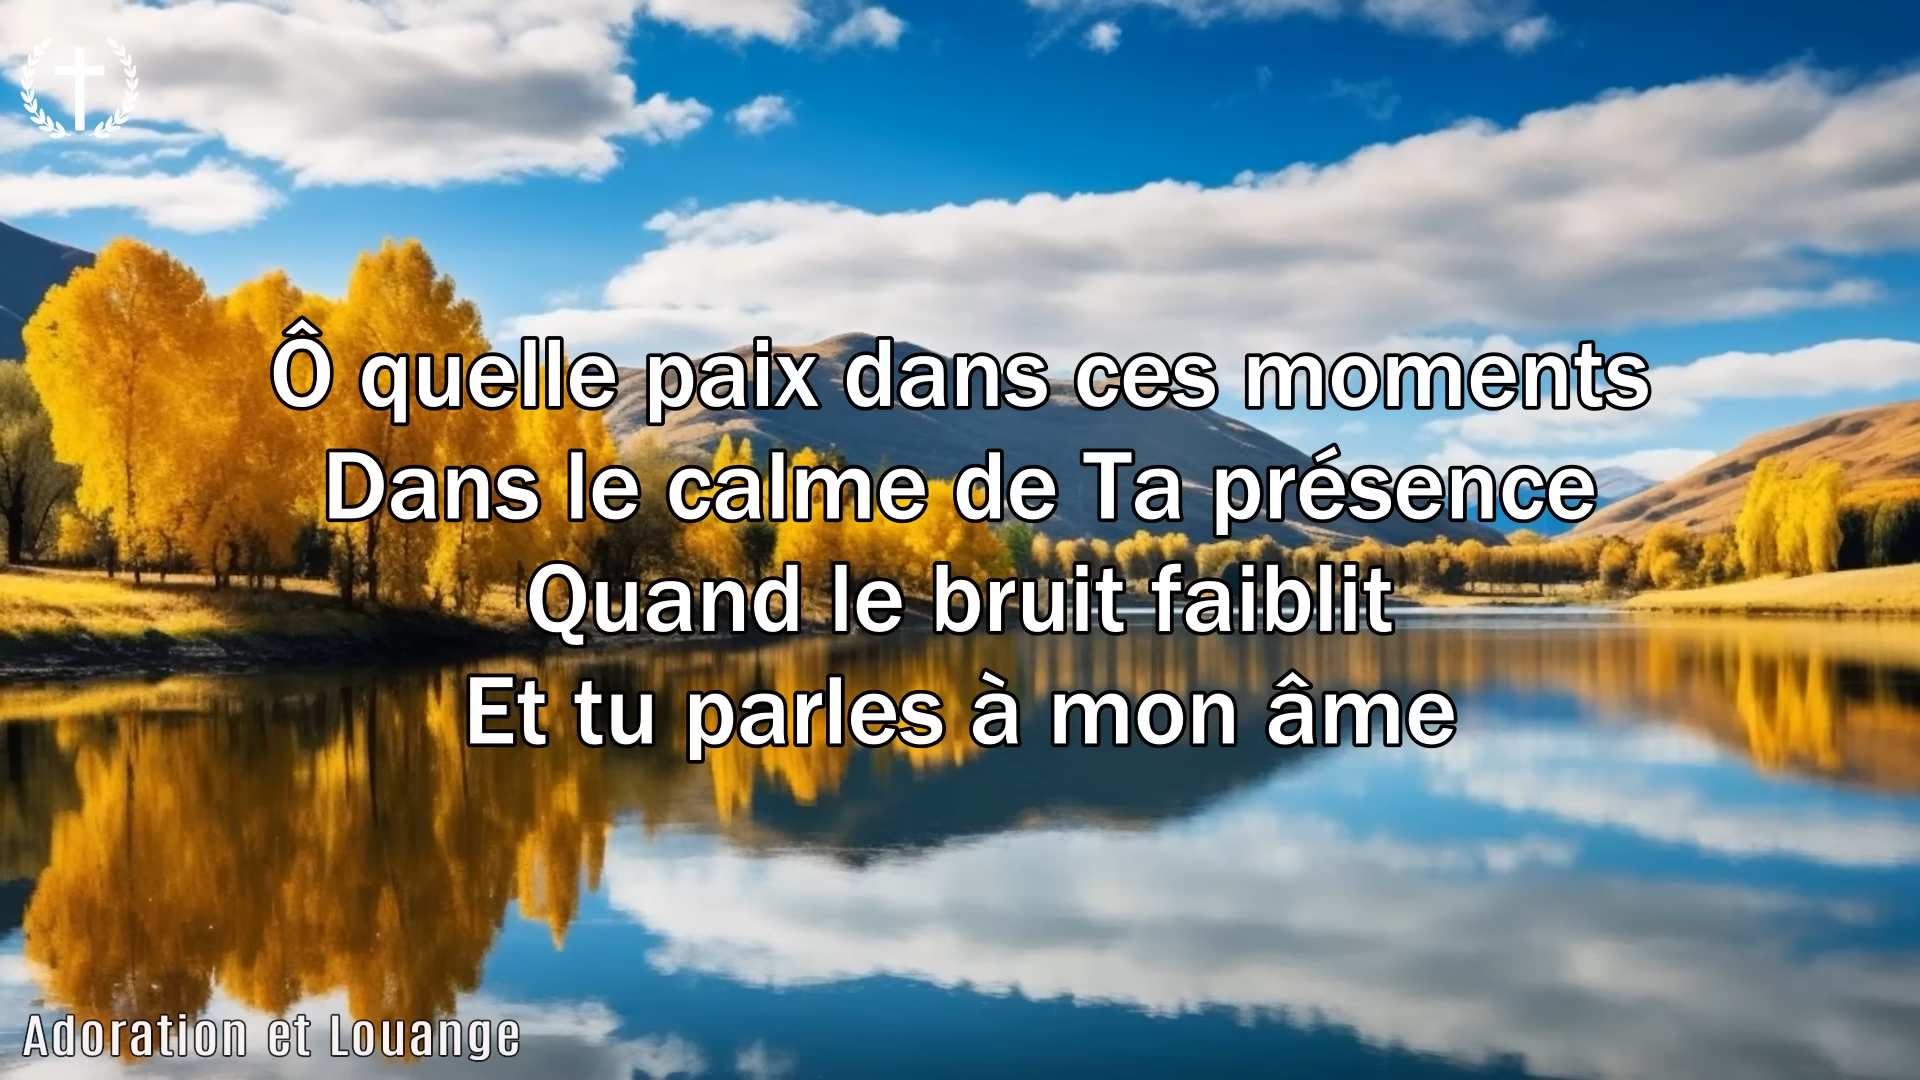 Ô quelle paix dans ces moments
Dans le calme de Ta présence
Quand le bruit faiblit
Et tu parles à mon âme
Adoration et Louange